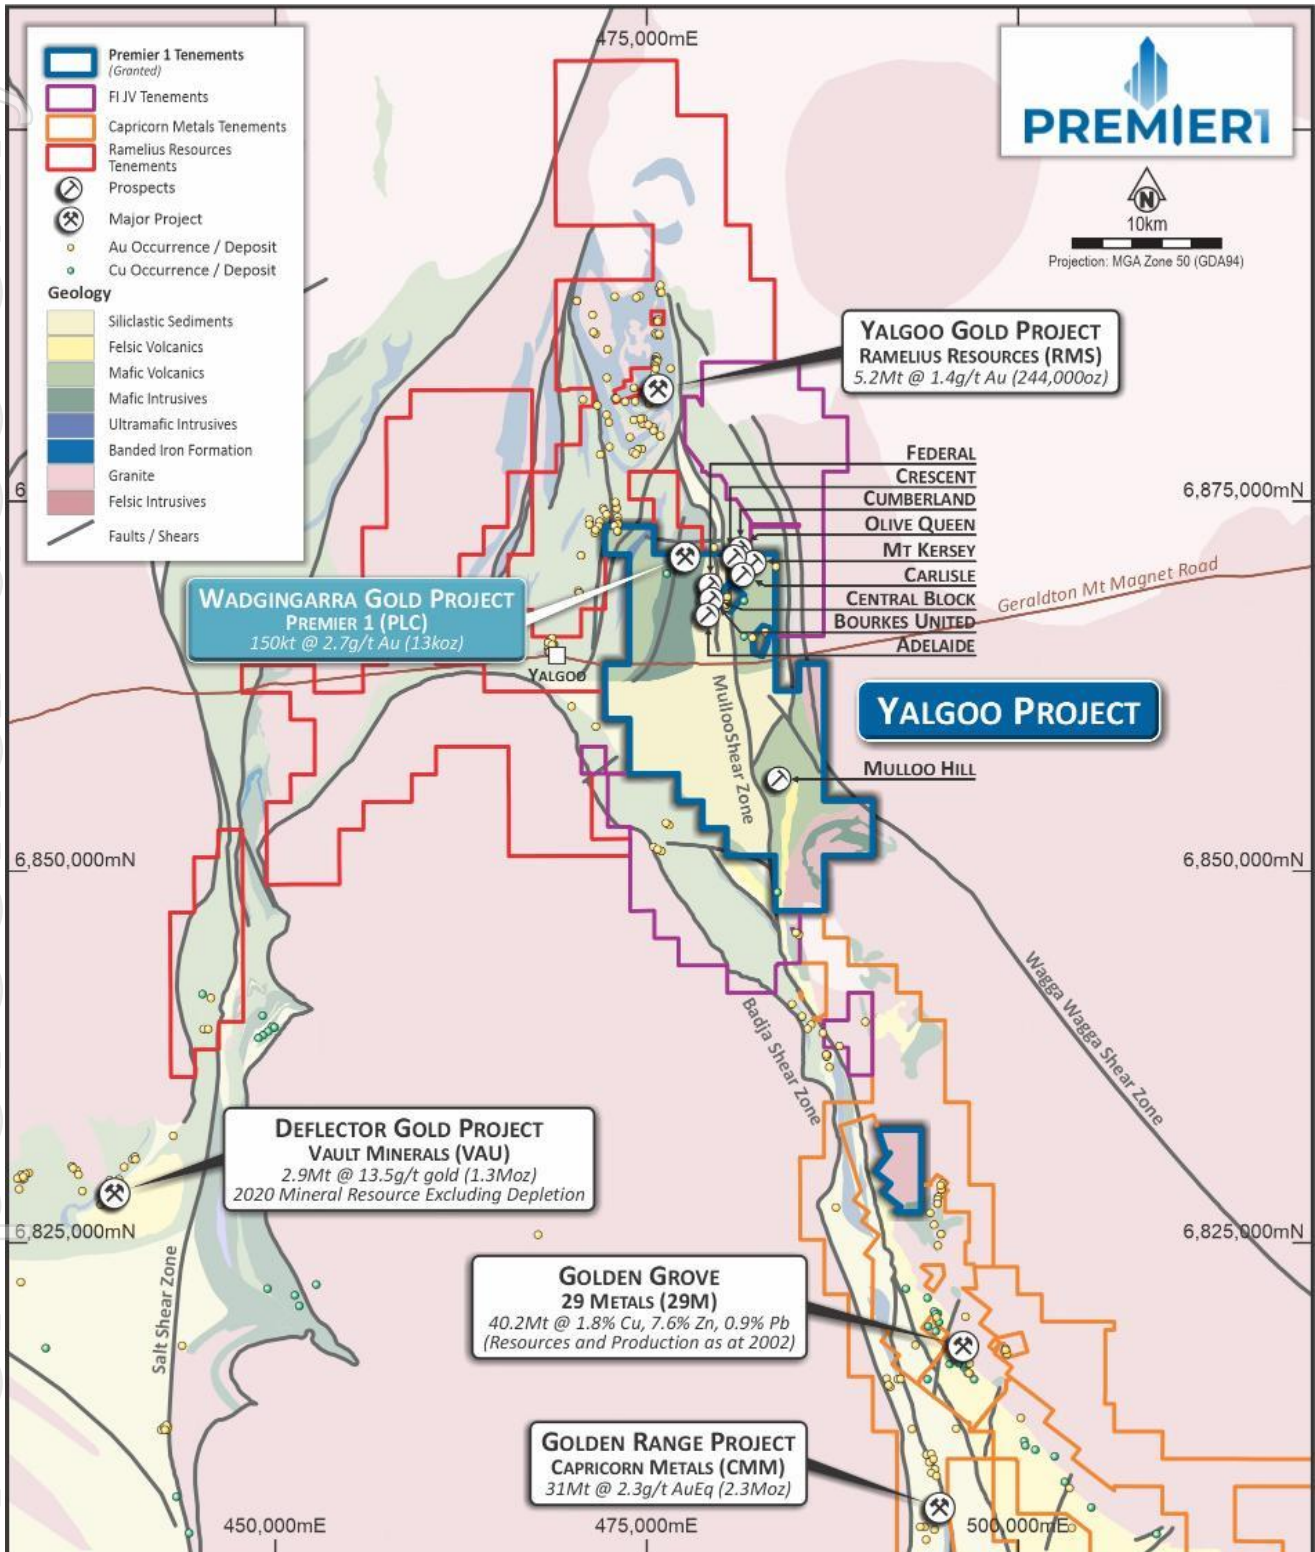 475,000mE
Premier 1 Tenements
(Granted)
FI JV Tenements
Capricorn Metals Tenements
Ramelius Resources
Tenements
Prospects
Major Project
Au Occurrence / Deposit
Cu Occurrence / Deposit
Geology
Siliclastic Sediments
Felsic Volcanics
Mafic Volcanics
Mafic Intrusives
Ultramafic Intrusives
Banded Iron Formation
Granite
Felsic Intrusives
Faults / Shears
PREMIER1
N
10km
Projection: MGA Zone 50 (GDA94)
YALGOO GOLD PROJECT
RAMELIUS RESOURCES (RMS)
5.2Mt @ 1.4g/t Au (244,000oz)
FEDERAL
CRESCENT
CUMBERLAND
OLIVE QUEEN
MT KERSEY
CARLISLE
CENTRAL BLOCK
BOURKES UNITED
ADELAIDE
6
6,875,000mN
Geraldton Mt Magnet Road
WADGINGARRA GOLD PROJECT
PREMIER 1 (PLC)
150kt @ 2.7g/t Au (13koz)
YALGOO
YALGOO PROJECT
Mulloo Shear Zone
MULLOO HILL
6,850,000mN
6,850,000mN
Wagga Wagga Shear Zone
Badja Shear Zone
DEFLECTOR GOLD PROJECT
VAULT MINERALS (VAU)
2.9Mt @ 13.5g/t gold (1.3Moz)
2020 Mineral Resource Excluding Depletion
6,825,000mN
6,825,000mN
Salt Shear Zone
GOLDEN GROVE
29 METALS (29M)
40.2Mt @ 1.8% Cu, 7.6% Zn, 0.9% Pb
(Resources and Production as at 2002)
GOLDEN RANGE PROJECT
CAPRICORN METALS (CMM)
31Mt @ 2.3g/t AuEq (2.3Moz)
450,000mE
475,000mE
500,000mE